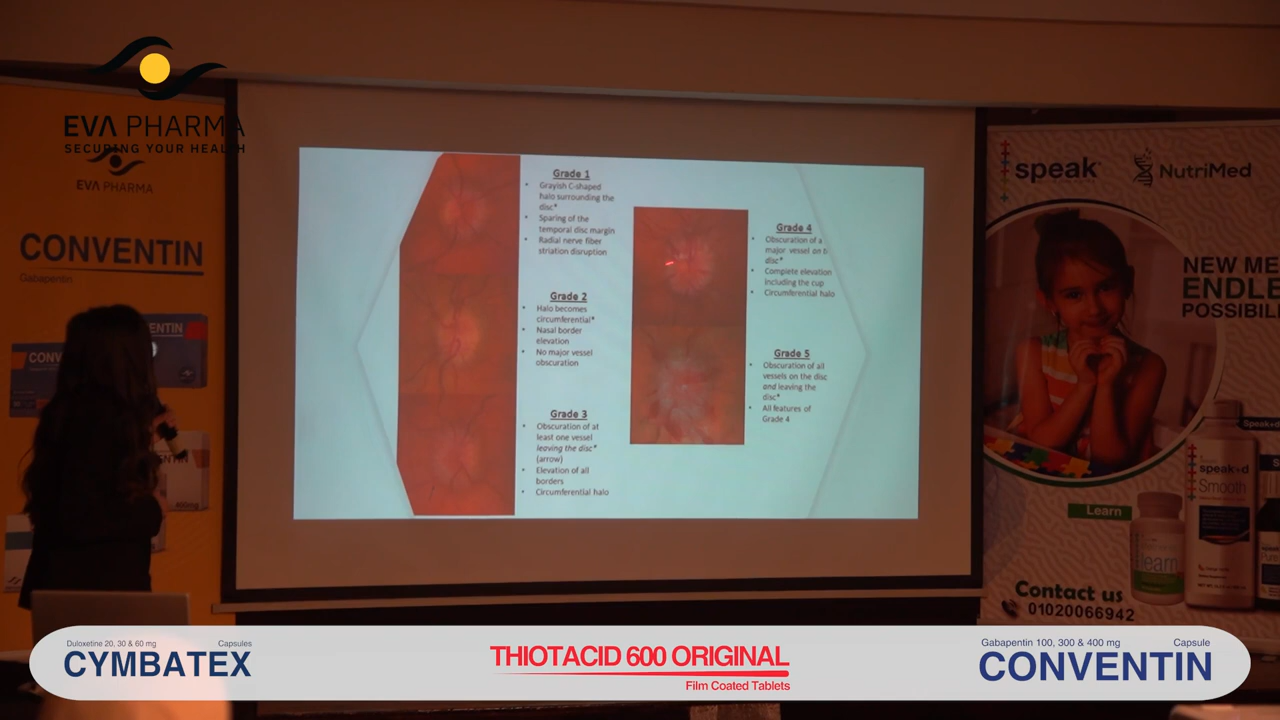 EVA PHARMA
SECURING YOUR HEALTH
EVA PHARMA
CONVENTIN
Gabapentin
Grade 1
Grayish C-shaped
halo surrounding the
disc*
Sparing of the
temporal disc margin
Radial nerve fiber
striation disruption
Grade 2
Halo becomes
circumferential*
Nasal border
elevation
No major vessel
obscuration
Grade 3
Obscuration of at
least one vessel
leaving the disc*
(arrow)
Elevation of all
borders
Circumferential halo
Grade 4
Obscuration of a
major vessel on
disc*
Complete elevation
including the cup
Circumferential halo
Grade 5
Obscuration of all
vessels on the disc
and leaving the
disc*
All features of
Grade 4
speak
NutriMed
NEW ME
ENDLE
POSSIBIL
Speak+d
speak+d
Smooth
Learn
learn
Contact us
01020066942
Duloxetine 20, 30 & 60 mg Capsules
CYMBATEX
THIOTACID 600 ORIGINAL
Film Coated Tablets
Gabapentin 100, 300 & 400 mg Capsule
CONVENTIN